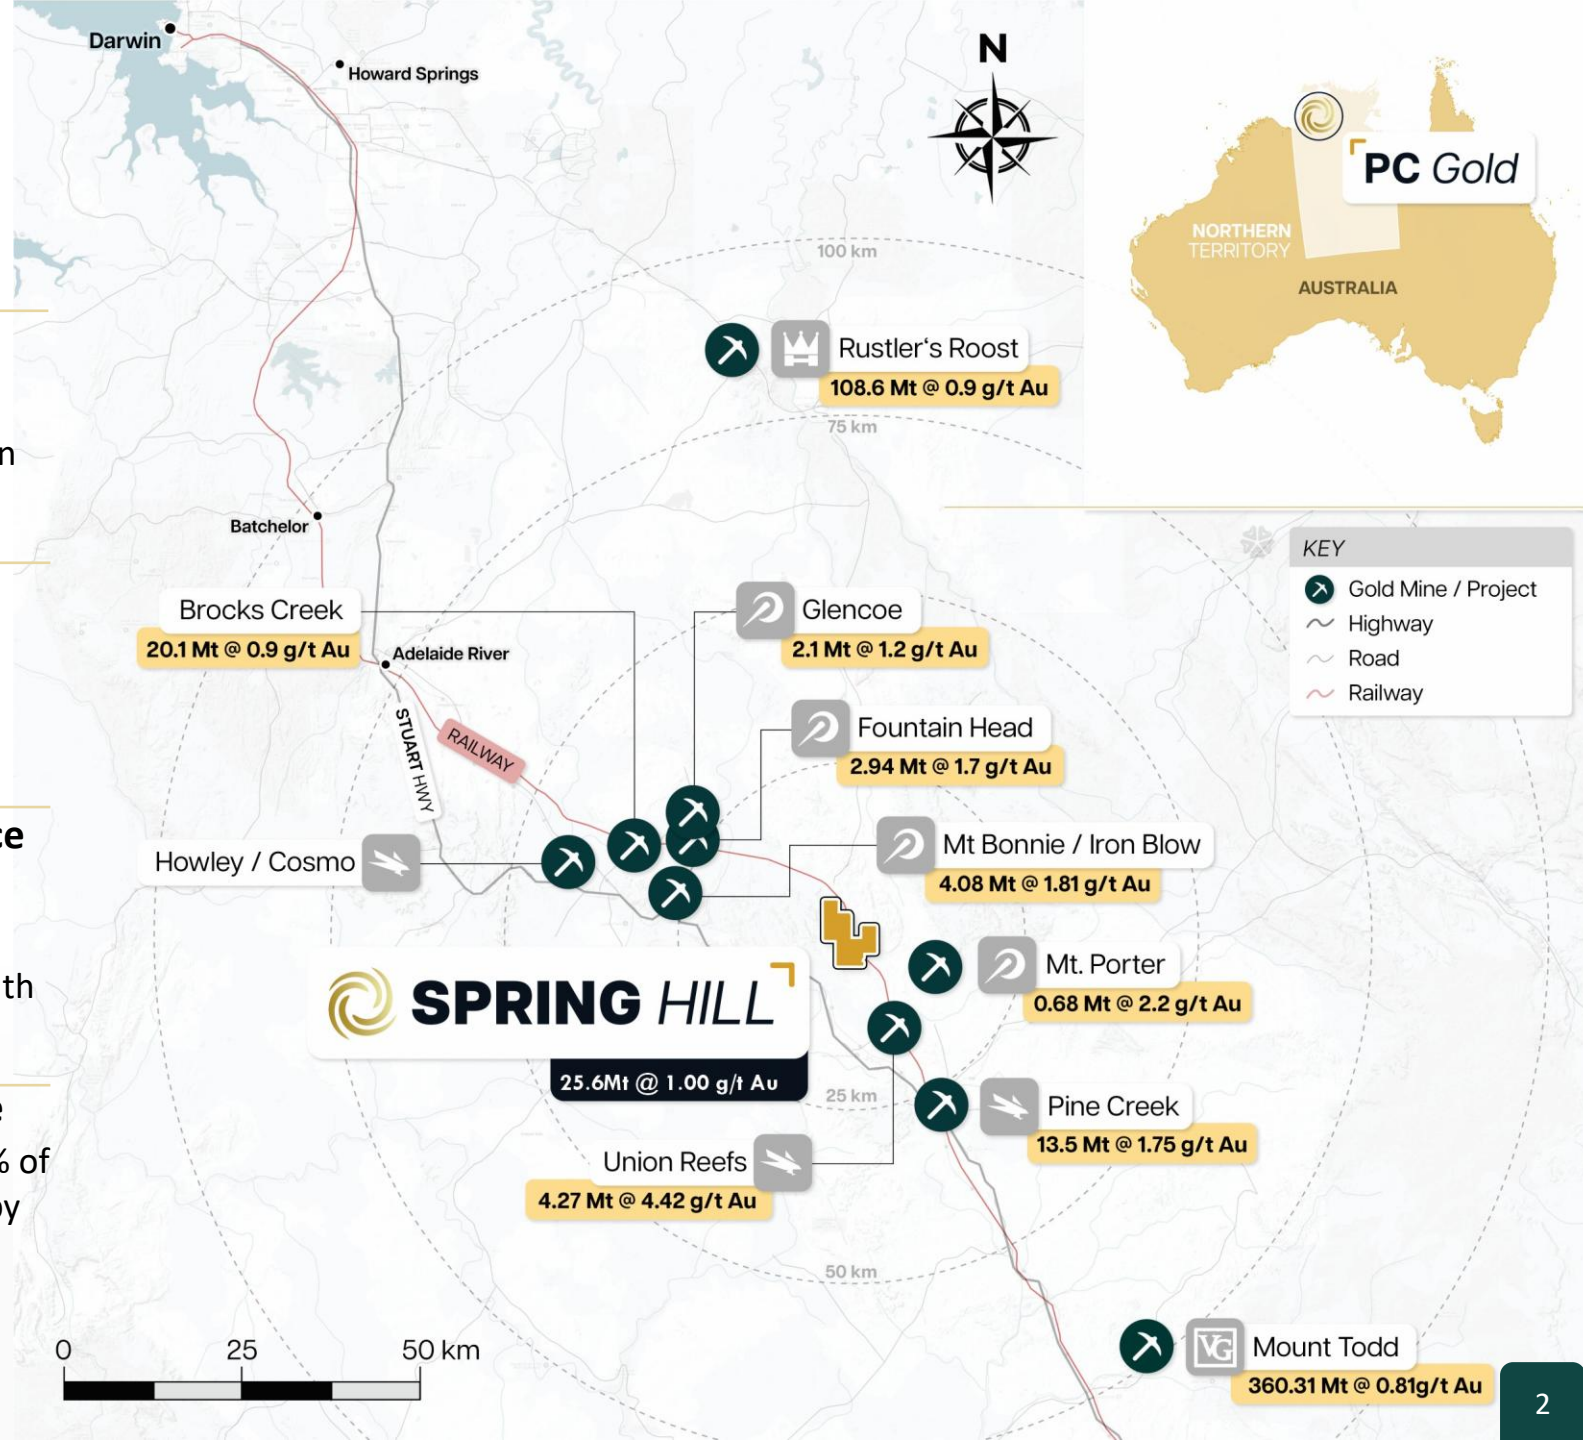 Darwin
Howard Springs
N
PC Gold
NORTHERN
TERRITORY
AUSTRALIA
100 km
Rustler's Roost
108.6 Mt @ 0.9 g/t Au
75 km
n
Batchelor
KEY
Gold Mine / Project
Highway
Road
Railway
Brocks Creek
20.1 Mt @ 0.9 g/t Au
Adelaide River
Glencoe
2.1 Mt @ 1.2 g/t Au
STUART HWY
RAILWAY
Fountain Head
2.94 Mt @ 1.7 g/t Au
ce
Howley / Cosmo
Mt Bonnie / Iron Blow
4.08 Mt @ 1.81 g/t Au
th
SPRING HILL
25.6Mt @ 1.00 g/t Au
Mt. Porter
0.68 Mt @ 2.2 g/t Au
25 km
e
% of
by
Pine Creek
13.5 Mt @ 1.75 g/t Au
Union Reefs
4.27 Mt @ 4.42 g/t Au
50 km
0 25 50 km
VG
Mount Todd
360.31 Mt @ 0.81g/t Au
2